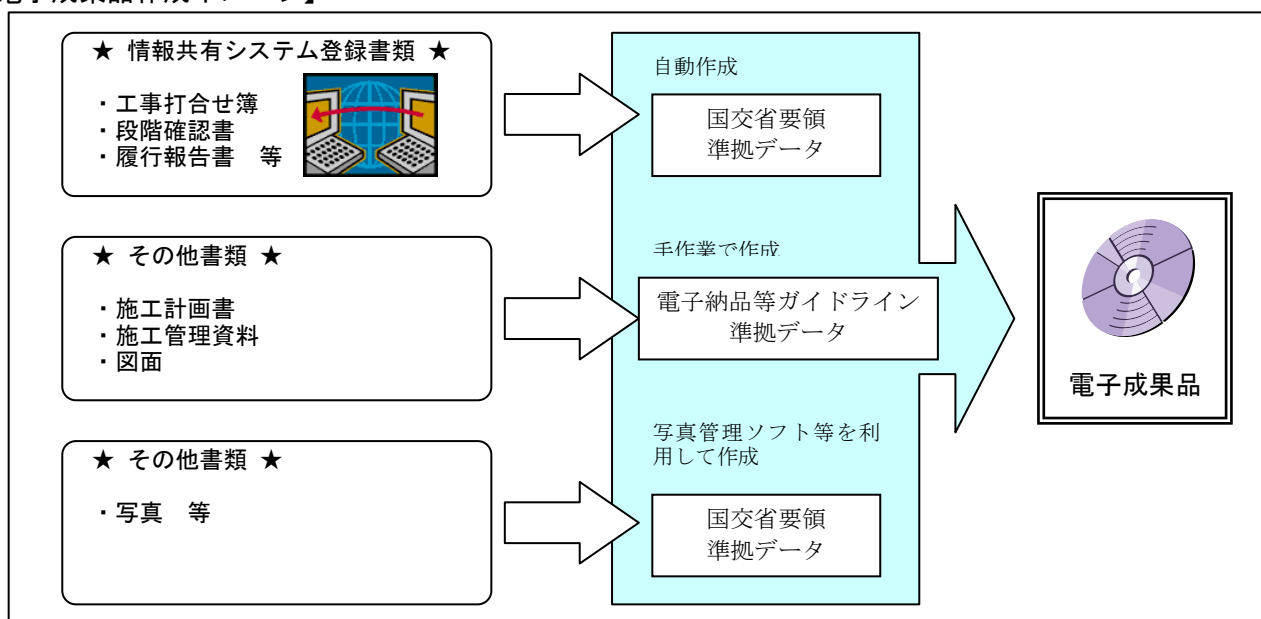 ★ 情報共有システム登録書類 ★
・工事打合せ簿
・段階確認書
・履行報告書　等
自動作成
国交省要領
準拠データ
★ その他書類 ★
・施工計画書
・施工管理資料
・図面
手作業で作成
電子納品等ガイドライン
準拠データ
★ その他書類 ★
・写真　等
写真管理ソフト等を利
用して作成
国交省要領
準拠データ
電子成果品